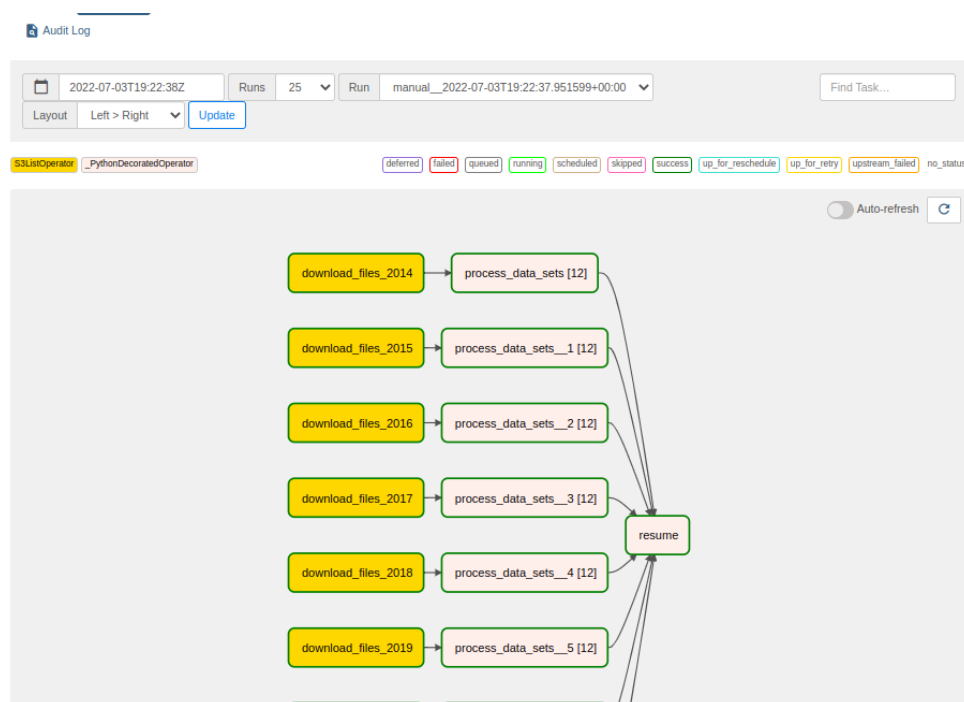 Audit Log
2022-07-03T19:22:38Z Runs 25 Run manual__2022-07-03T19:22:37.951599+00:00 Find Task...
Layout Left > Right Update
S3ListOperator _PythonDecoratedOperator deferred failed queued running scheduled skipped success up_for_reschedule up_for_retry upstream_failed no_status
Auto-refresh
download_files_2014 process_data_sets [12]
download_files_2015 process_data_sets__1 [12]
download_files_2016 process_data_sets__2 [12]
download_files_2017 process_data_sets__3 [12]
resume
download_files_2018 process_data_sets__4 [12]
download_files_2019 process_data_sets__5 [12]